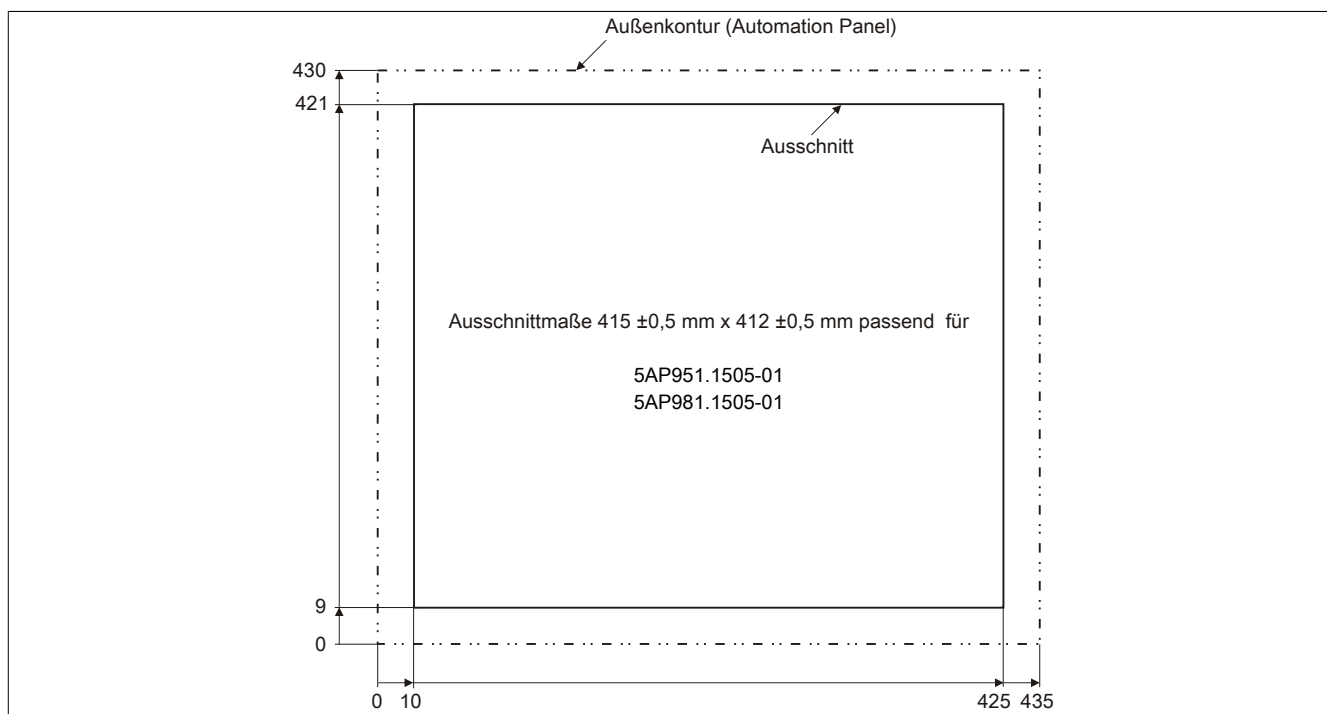 Außenkontur (Automation Panel)
430
421
Ausschnitt
Ausschnittmaße 415 ±0,5 mm x 412 ±0,5 mm passend für
5AP951.1505-01
5AP981.1505-01
9
0
0 10 425 435